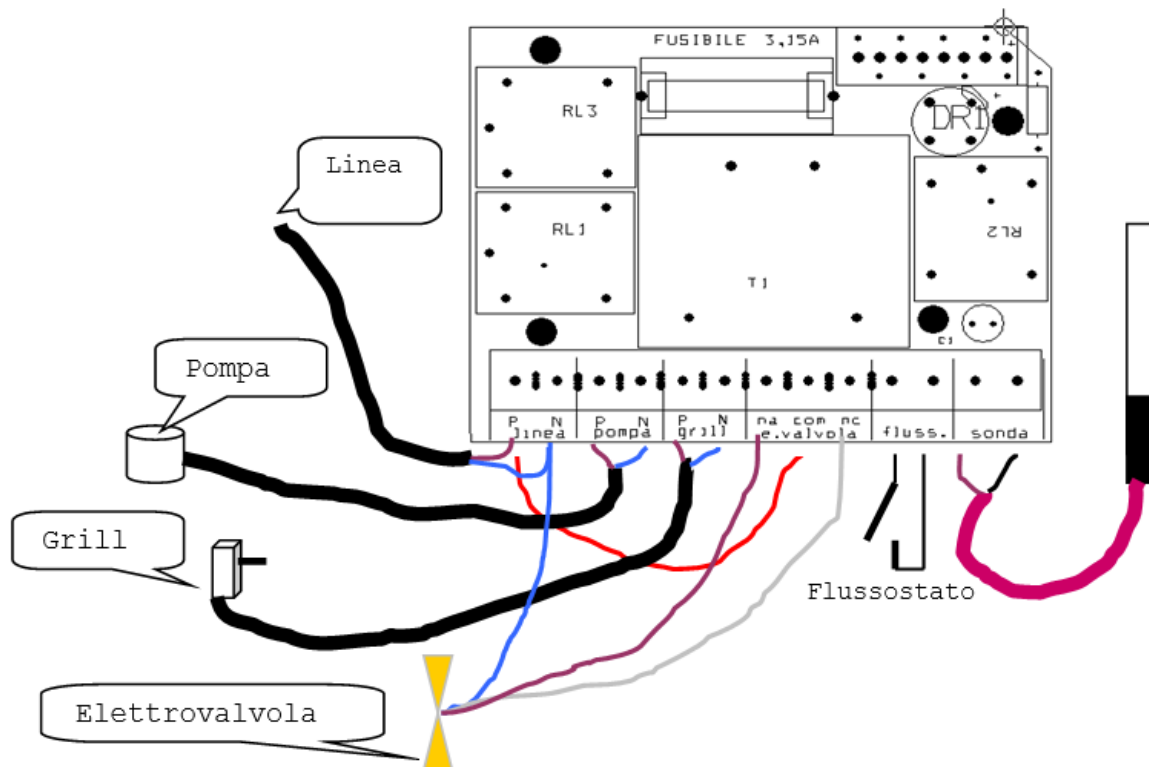 FUSIBILE 3,15A
RL3
DR1
Linea
RL1
RL2
T1
C1
Pompa
P N P N P N na com nc
linea pompa grill e.valvola fluss. sonda
Grill
Flussostato
Elettrovalvola